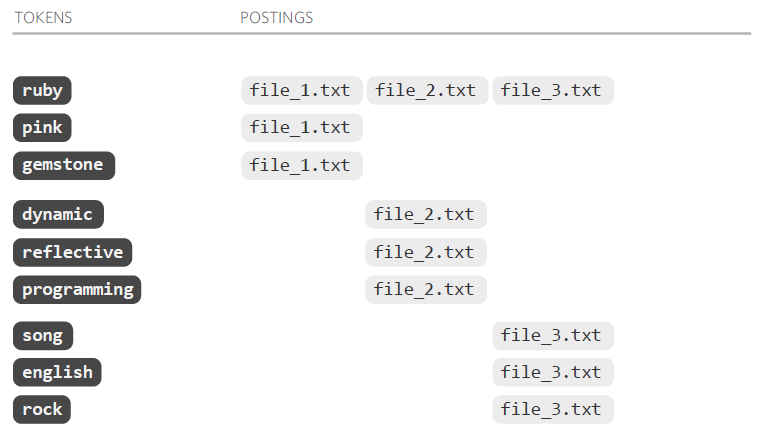 TOKENS POSTINGS
ruby file_1.txt file_2.txt file_3.txt
pink file_1.txt
gemstone file_1.txt
dynamic file_2.txt
reflective file_2.txt
programming file_2.txt
song file_3.txt
english file_3.txt
rock file_3.txt